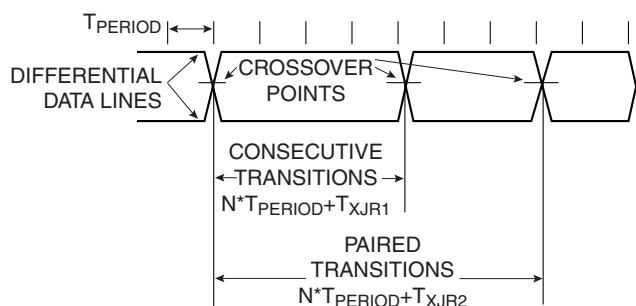 TPERIOD
DIFFERENTIAL
DATA LINES
CROSSOVER
POINTS
CONSECUTIVE
TRANSITIONS
N*TPERIOD+TXJR1
PAIRED
TRANSITIONS
N*TPERIOD+TXJR2